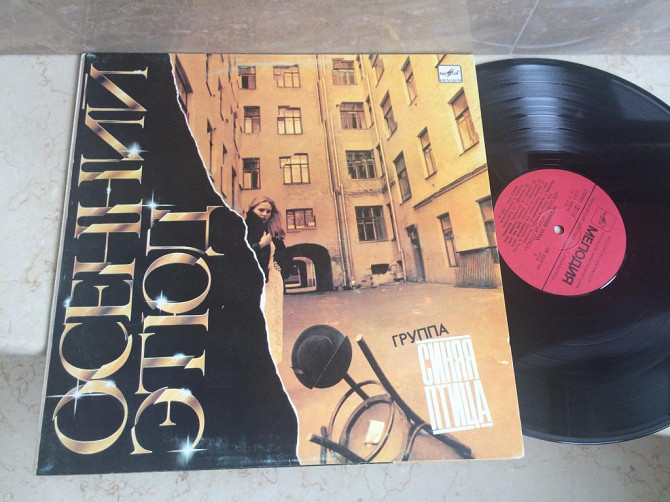 ОСЕННИЙ
ЭТЮД
ГРУППА
СИНЯЯ
ПТИЦА
МЕЛОДИЯ